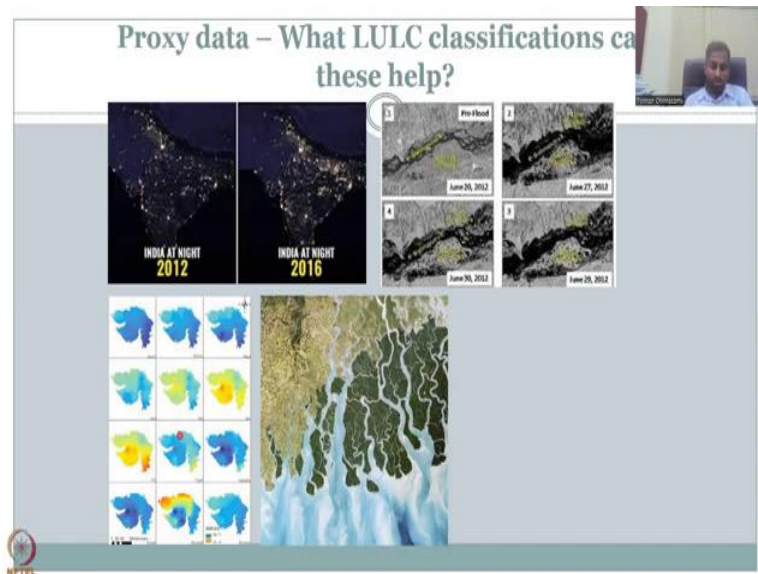 Proxy data – What LULC classifications ca
these help?
INDIA AT NIGHT
2012
INDIA AT NIGHT
2016
1
Pre Flood
June 20, 2012
2
June 27, 2012
4
June 30, 2012
3
June 29, 2012
NPTEL